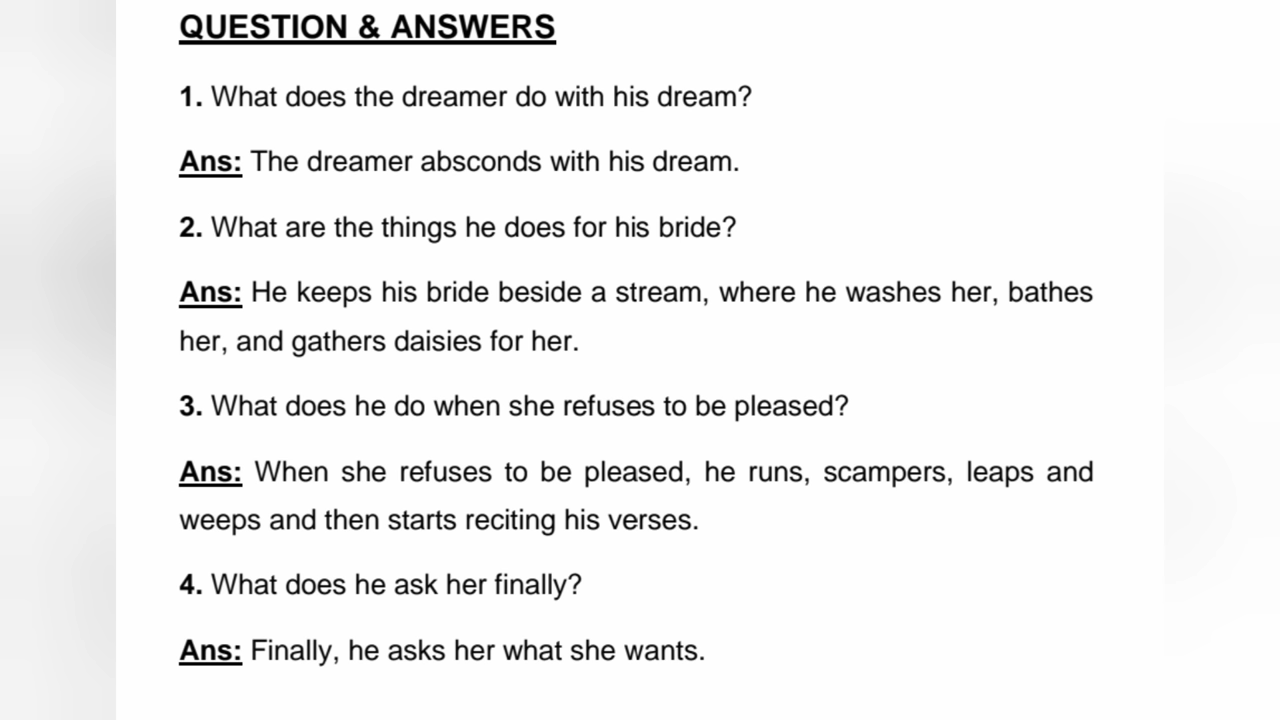 QUESTION & ANSWERS
1. What does the dreamer do with his dream?
Ans: The dreamer absconds with his dream.
2. What are the things he does for his bride?
Ans: He keeps his bride beside a stream, where he washes her, bathes
her, and gathers daisies for her.
3. What does he do when she refuses to be pleased?
Ans: When she refuses to be pleased, he runs, scampers, leaps and
weeps and then starts reciting his verses.
4. What does he ask her finally?
Ans: Finally, he asks her what she wants.